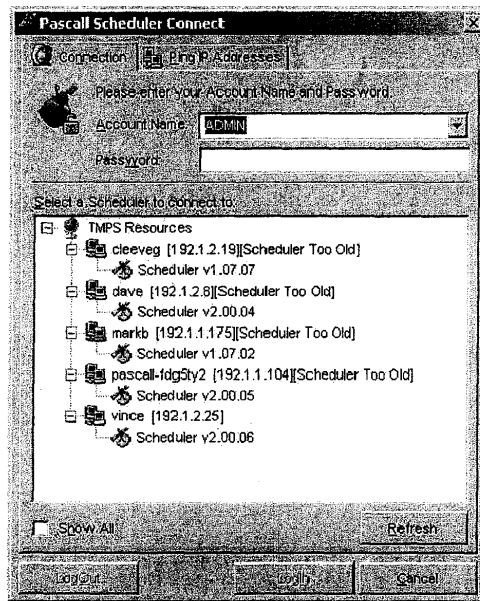 Pascall Scheduler Connect
Connection
Ping IP Addresses
Please enter your Account Name and Password.
Account Name
ADMIN
Password
Select a Scheduler to connect to:
TMPS Resources
cleeveg [192.1.2.19][Scheduler Too Old]
Scheduler v1.07.07
dave [192.1.2.8][Scheduler Too Old]
Scheduler v2.00.04
markb [192.1.1.175][Scheduler Too Old]
Scheduler v1.07.02
pascall-fdg5ty2 [192.1.1.104][Scheduler Too Old]
Scheduler v2.00.05
vince [192.1.2.25]
Scheduler v2.00.06
Show All
Refresh
LogOut
LogIn
Cancel